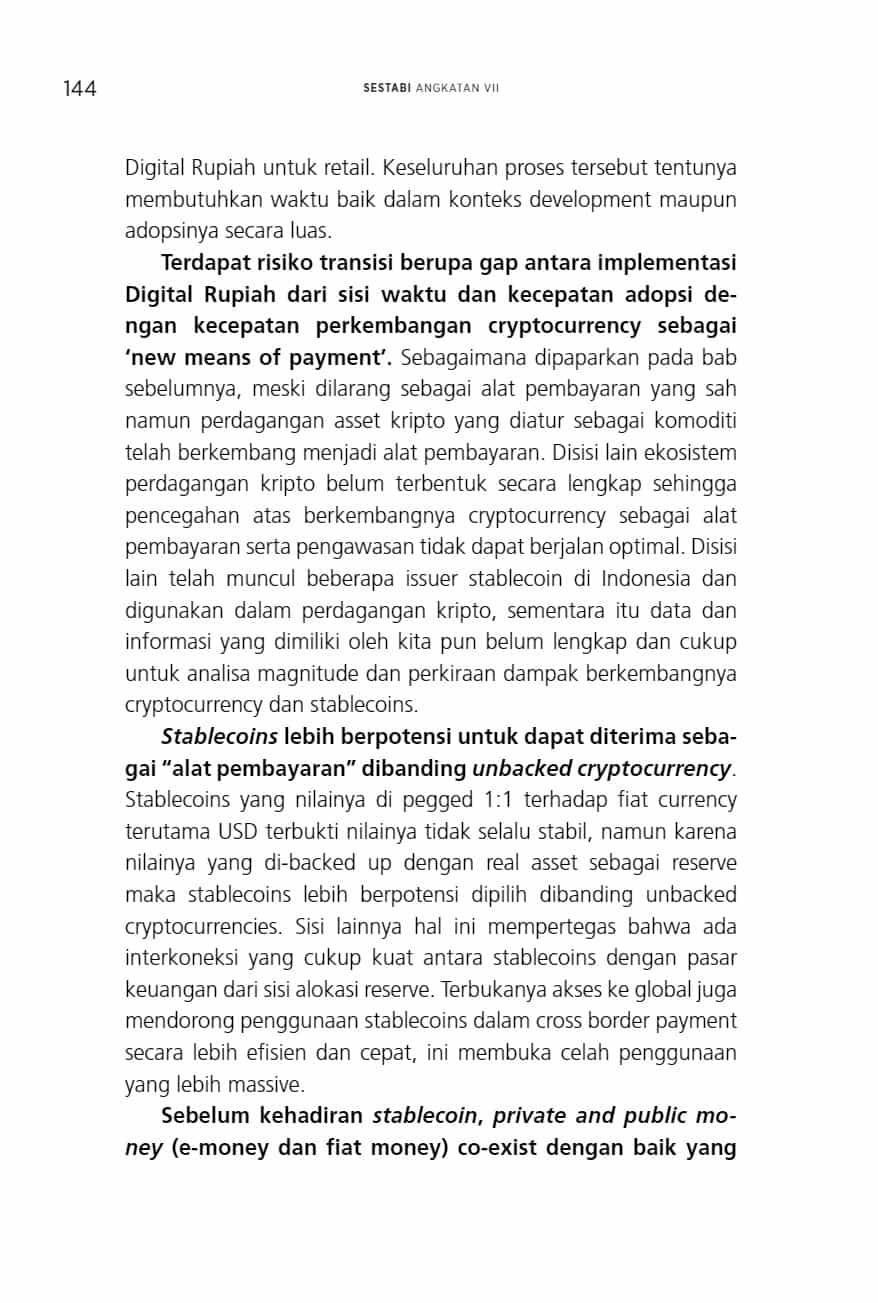 144
SESTABI ANGKATAN VII
Digital Rupiah untuk retail. Keseluruhan proses tersebut tentunya
membutuhkan waktu baik dalam konteks development maupun
adopsinya secara luas.
Terdapat risiko transisi berupa gap antara implementasi
Digital Rupiah dari sisi waktu dan kecepatan adopsi de-
ngan kecepatan perkembangan cryptocurrency sebagai
‘new means of payment’. Sebagaimana dipaparkan pada bab
sebelumnya, meski dilarang sebagai alat pembayaran yang sah
namun perdagangan asset kripto yang diatur sebagai komoditi
telah berkembang menjadi alat pembayaran. Disisi lain ekosistem
perdagangan kripto belum terbentuk secara lengkap sehingga
pencegahan atas berkembangnya cryptocurrency sebagai alat
pembayaran serta pengawasan tidak dapat berjalan optimal. Disisi
lain telah muncul beberapa issuer stablecoin di Indonesia dan
digunakan dalam perdagangan kripto, sementara itu data dan
informasi yang dimiliki oleh kita pun belum lengkap dan cukup
untuk analisa magnitude dan perkiraan dampak berkembangnya
cryptocurrency dan stablecoins.
Stablecoins lebih berpotensi untuk dapat diterima seba-
gai “alat pembayaran” dibanding unbacked cryptocurrency.
Stablecoins yang nilainya di pegged 1:1 terhadap fiat currency
terutama USD terbukti nilainya tidak selalu stabil, namun karena
nilainya yang di-backed up dengan real asset sebagai reserve
maka stablecoins lebih berpotensi dipilih dibanding unbacked
cryptocurrencies. Sisi lainnya hal ini mempertegas bahwa ada
interkoneksi yang cukup kuat antara stablecoins dengan pasar
keuangan dari sisi alokasi reserve. Terbukanya akses ke global juga
mendorong penggunaan stablecoins dalam cross border payment
secara lebih efisien dan cepat, ini membuka celah penggunaan
yang lebih massive.
Sebelum kehadiran stablecoin, private and public mo-
ney (e-money dan fiat money) co-exist dengan baik yang